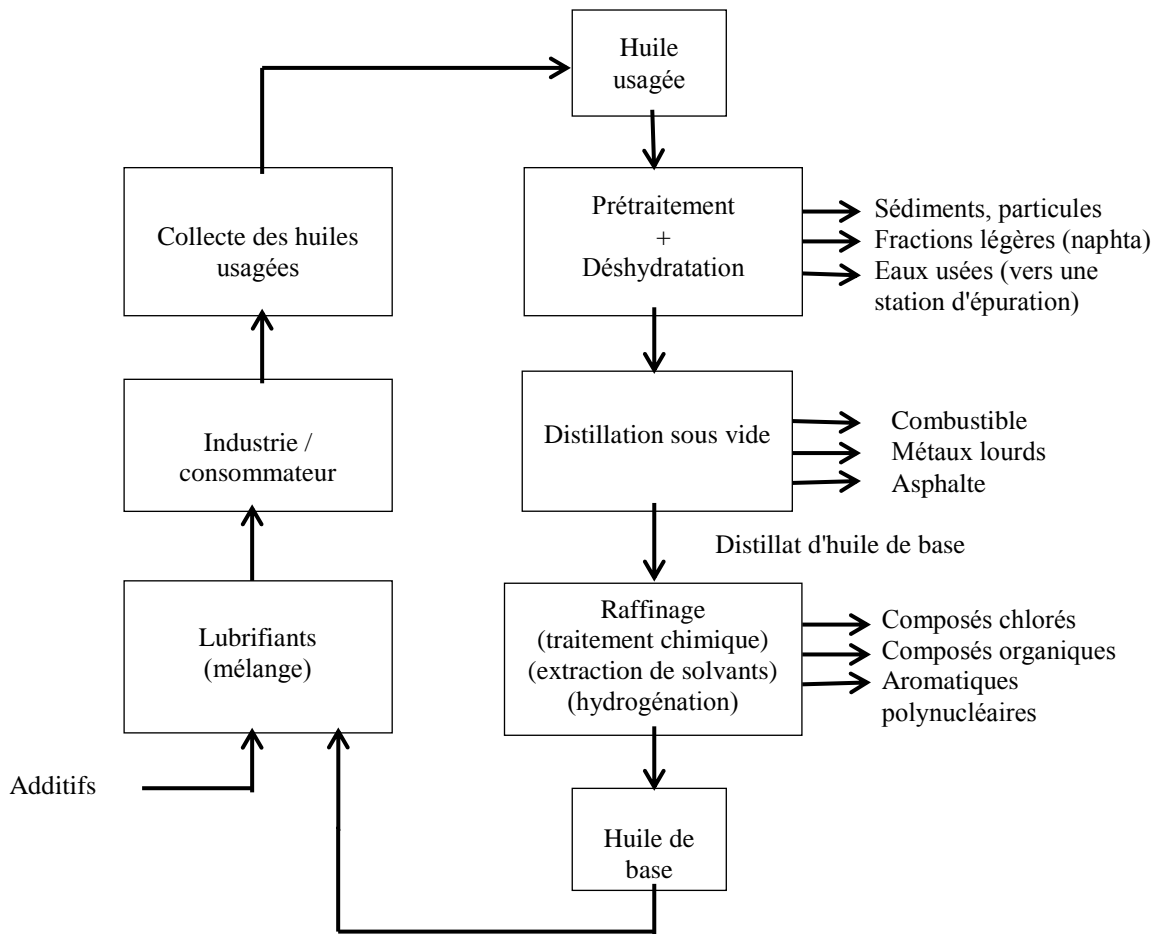 Huile
usagée
Collecte des huiles
usagées
Prétraitement
+
Déshydratation
Sédiments, particules
Fractions légères (naphta)
Eaux usées (vers une
station d'épuration)
Industrie /
consommateur
Distillation sous vide
Combustible
Métaux lourds
Asphalte
Distillat d'huile de base
Lubrifiants
(mélange)
Raffinage
(traitement chimique)
(extraction de solvants)
(hydrogénation)
Composés chlorés
Composés organiques
Aromatiques
polynucléaires
Additifs
Huile de
base